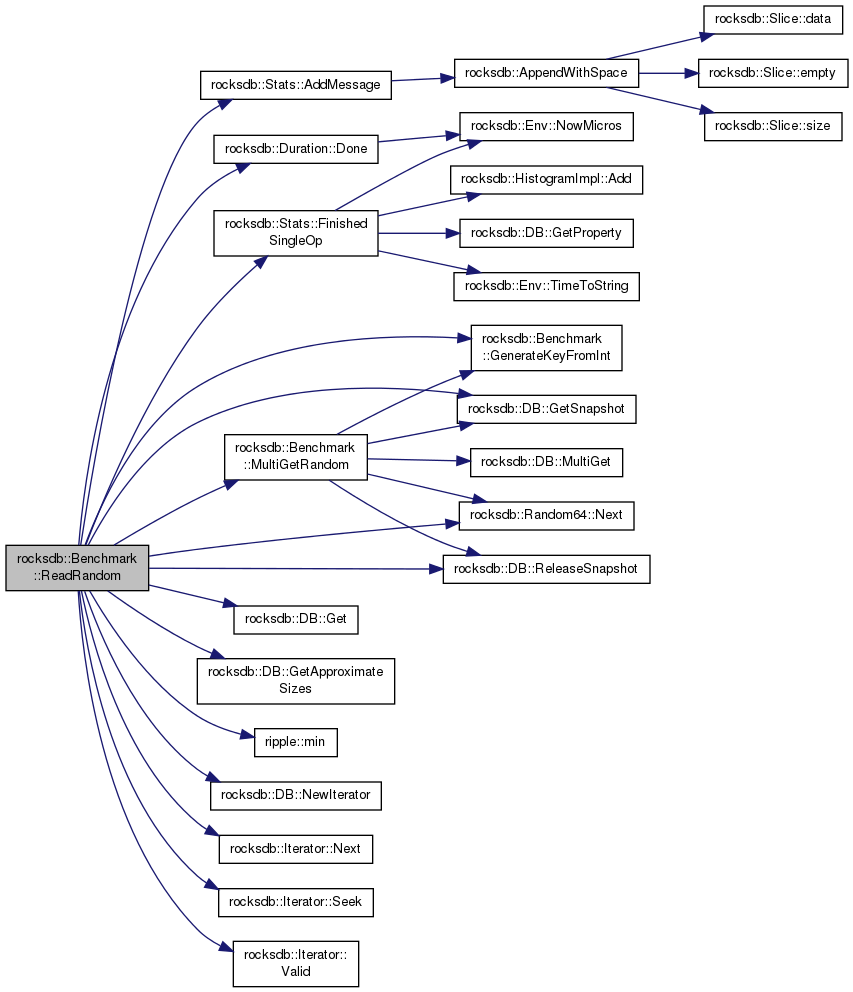 rocksdb::Slice::data
rocksdb::AppendWithSpace
rocksdb::Slice::empty
rocksdb::Stats::AddMessage
rocksdb::Slice::size
rocksdb::Env::NowMicros
rocksdb::Duration::Done
rocksdb::HistogramImpl::Add
rocksdb::Stats::Finished
SingleOp
rocksdb::DB::GetProperty
rocksdb::Env::TimeToString
rocksdb::Benchmark
::GenerateKeyFromInt
rocksdb::DB::GetSnapshot
rocksdb::Benchmark
::MultiGetRandom
rocksdb::DB::MultiGet
rocksdb::Random64::Next
rocksdb::Benchmark
::ReadRandom
rocksdb::DB::ReleaseSnapshot
rocksdb::DB::Get
rocksdb::DB::GetApproximate
Sizes
ripple::min
rocksdb::DB::NewIterator
rocksdb::Iterator::Next
rocksdb::Iterator::Seek
rocksdb::Iterator::
Valid